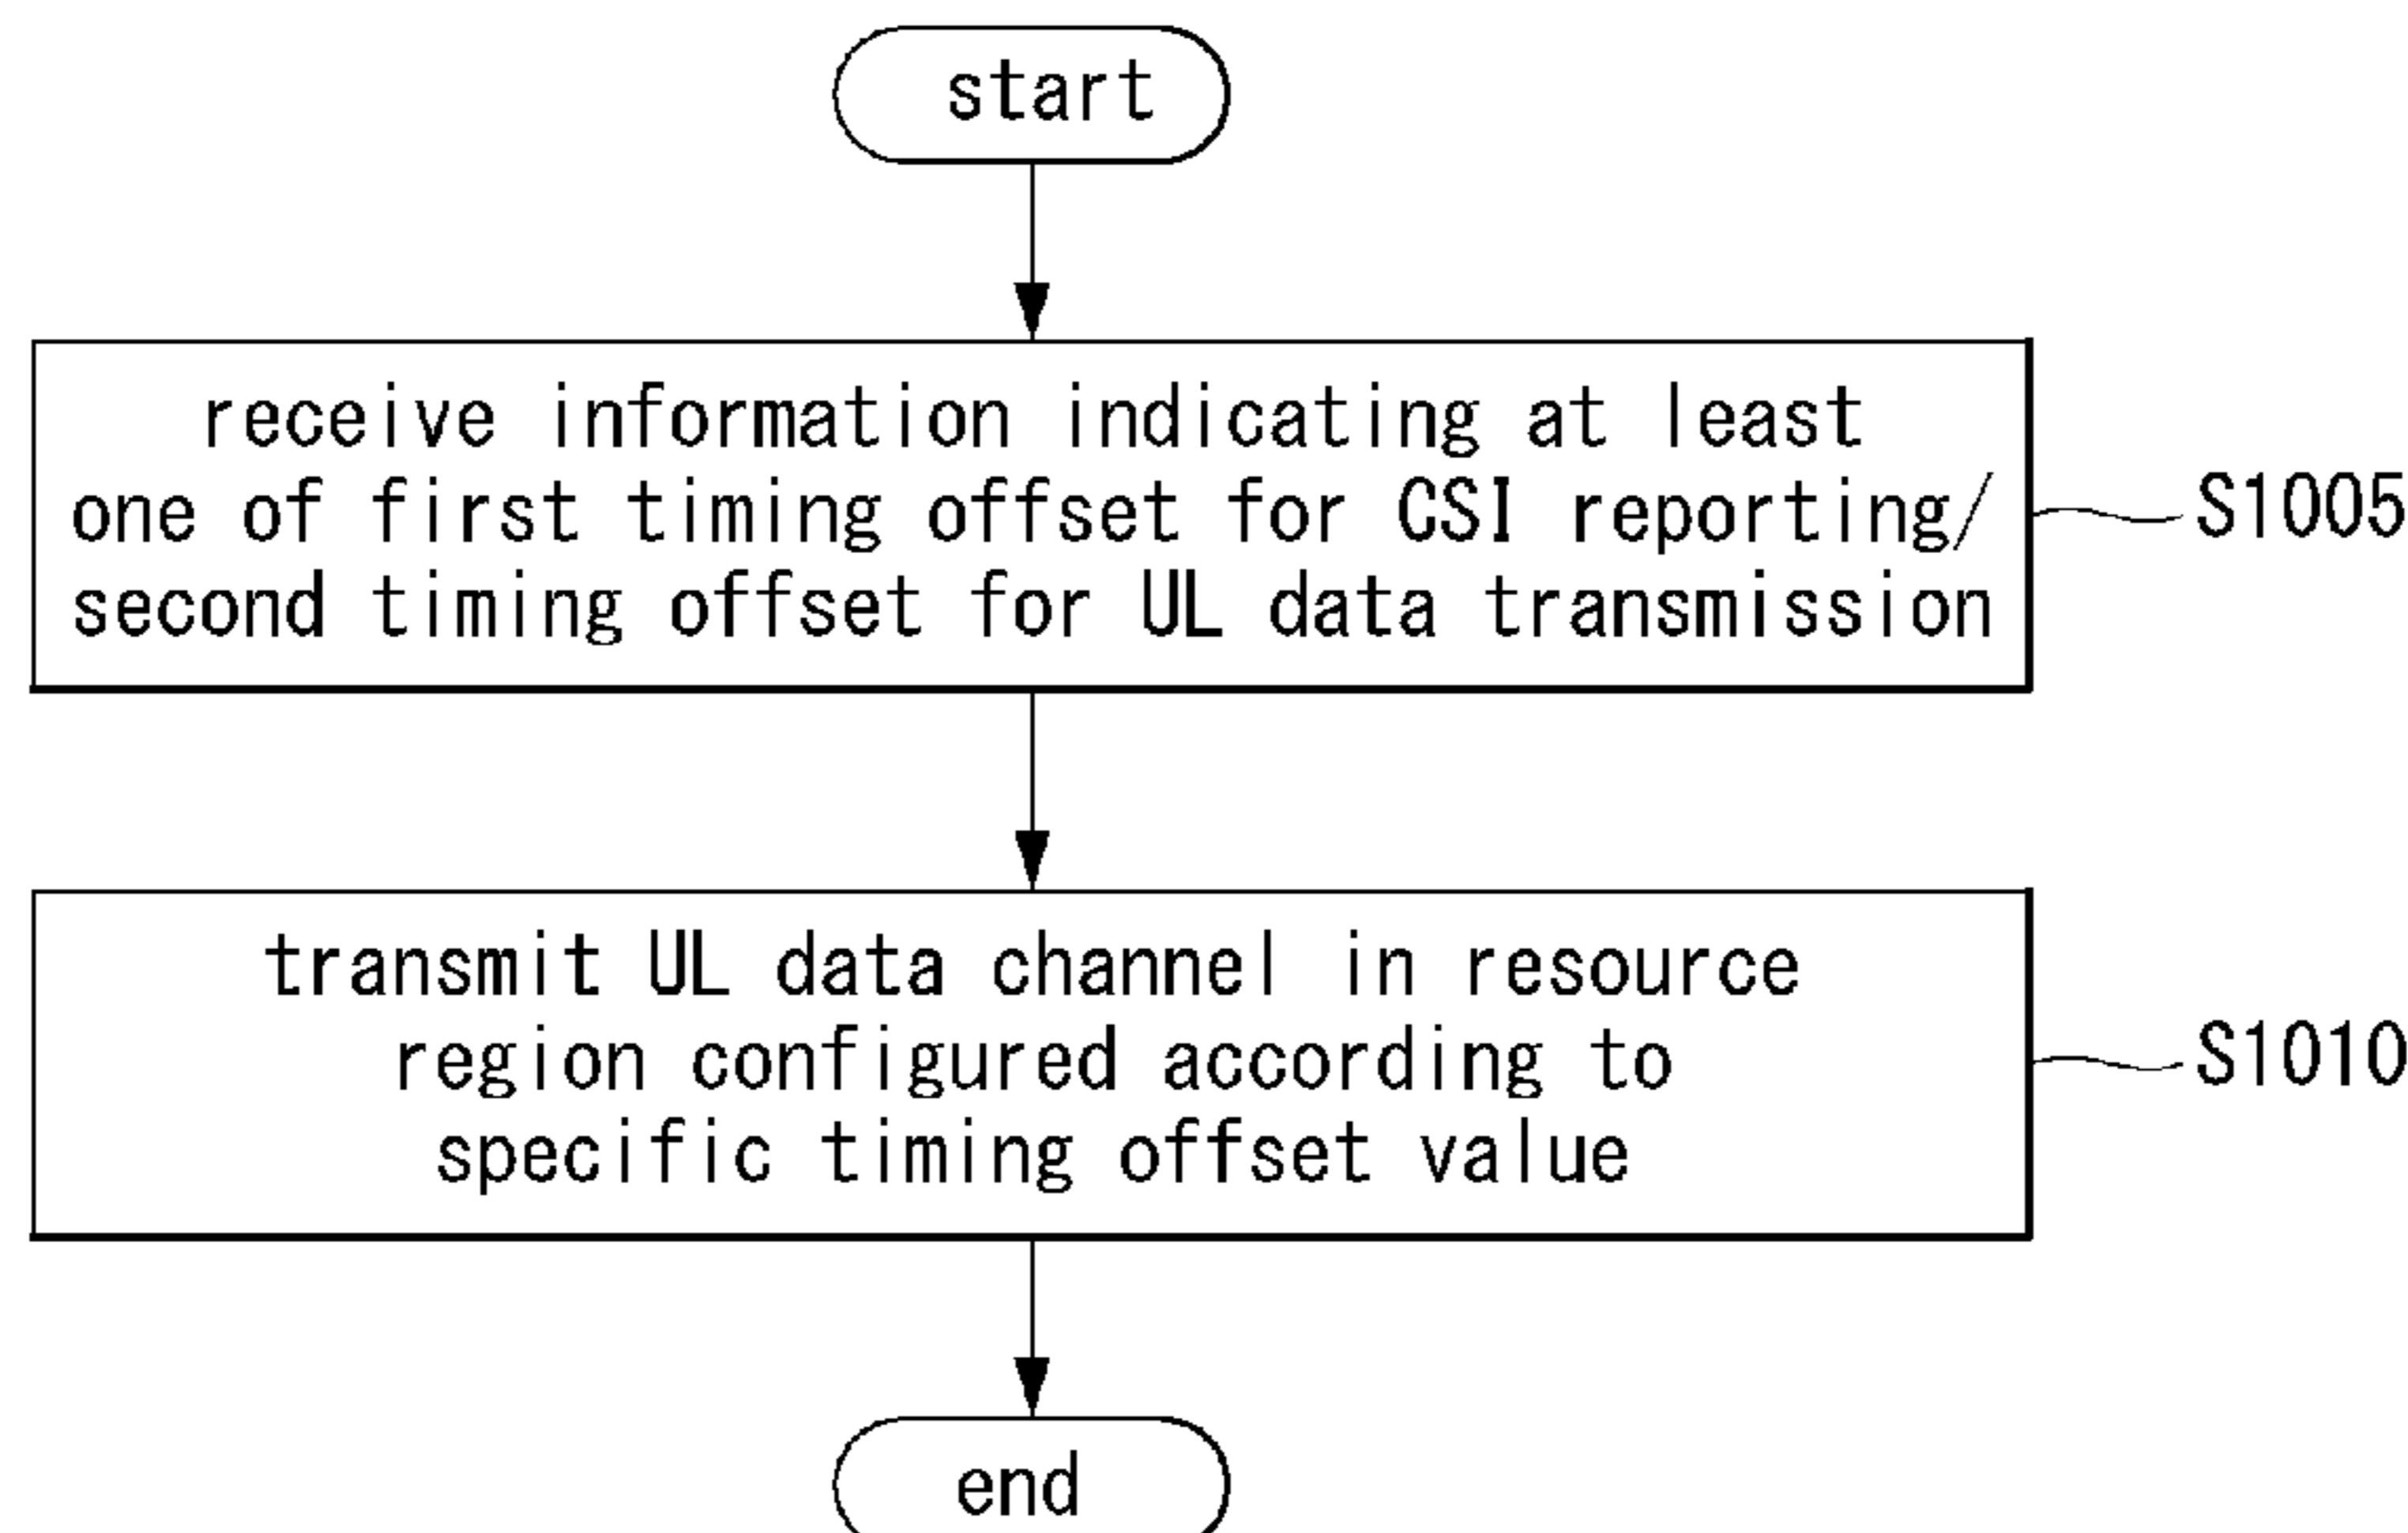 start
receive information indicating at least
one of first timing offset for CSI reporting/
second timing offset for UL data transmission
S1005
transmit UL data channel in resource
region configured according to
specific timing offset value
S1010
end